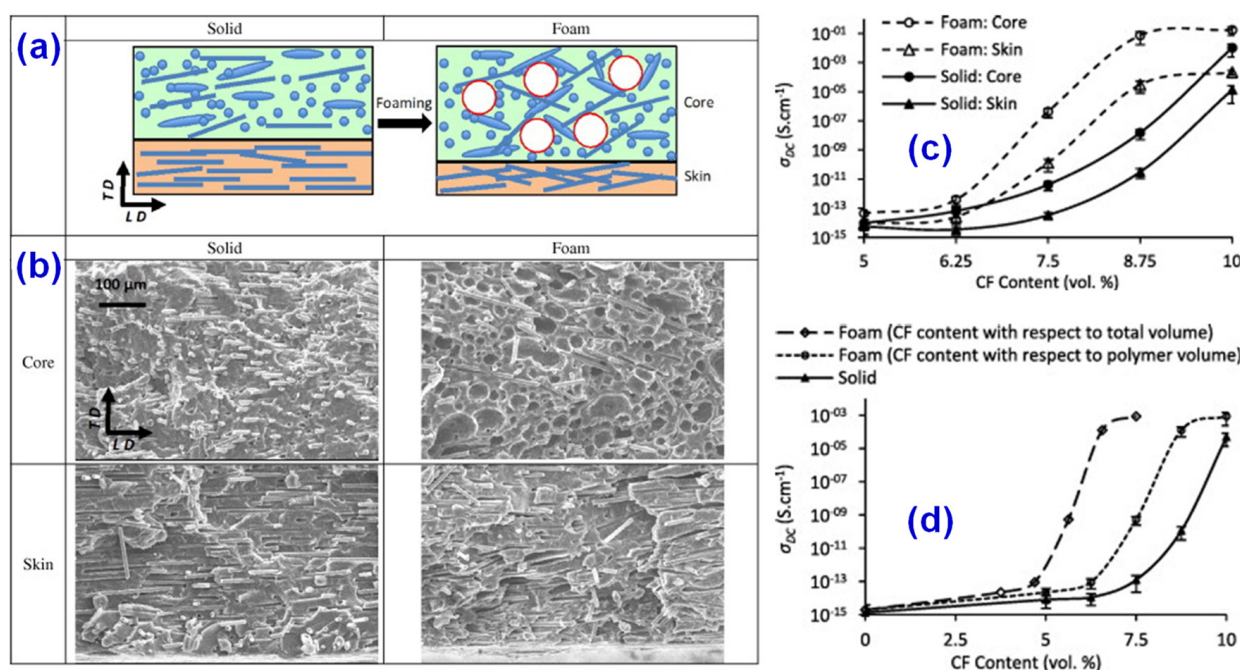 (a)
Solid
Foam
Foaming
Core
Skin
TD
LD
(b)
Solid
Foam
Core
100 μm
TD
LD
Skin
(c)
Foam: Core
Foam: Skin
Solid: Core
Solid: Skin
σDC (S.cm-1)
10-01
10-03
10-05
10-07
10-09
10-11
10-13
10-15
5 6.25 7.5 8.75 10
CF Content (vol. %)
Foam (CF content with respect to total volume)
Foam (CF content with respect to polymer volume)
Solid
(d)
σDC (S.cm-1)
10-03
10-05
10-07
10-09
10-11
10-13
10-15
0 2.5 5 7.5 10
CF Content (vol. %)